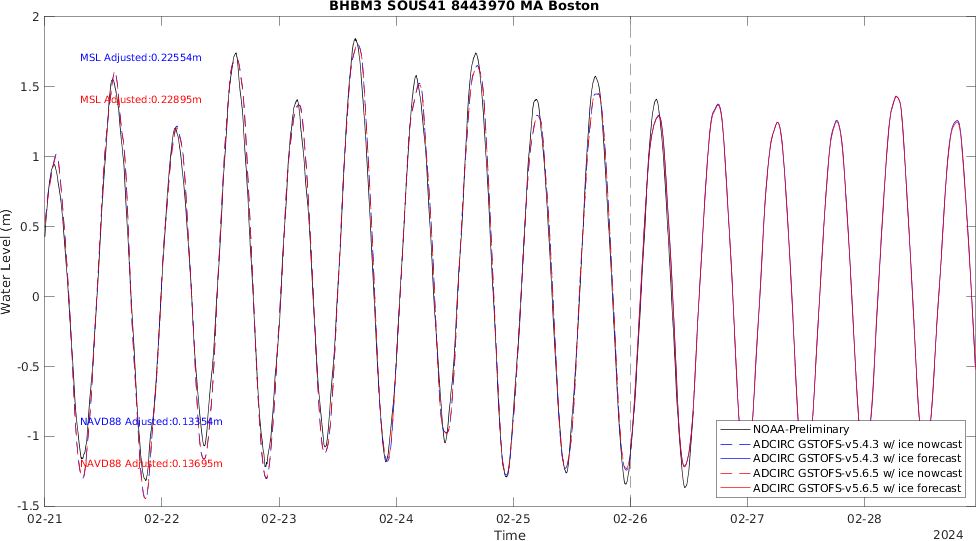 BHBM3 SOUS41 8443970 MA Boston
2
1.5
1
0.5
0
-0.5
-1
-1.5
Water Level (m)
MSL Adjusted:0.22554m
MSL Adjusted:0.22895m
NAVD88 Adjusted:0.13354m
NAVD88 Adjusted:0.13695m
NOAA-Preliminary
ADCIRC GSTOFS-v5.4.3 w/ ice nowcast
ADCIRC GSTOFS-v5.4.3 w/ ice forecast
ADCIRC GSTOFS-v5.6.5 w/ ice nowcast
ADCIRC GSTOFS-v5.6.5 w/ ice forecast
02-21 02-22 02-23 02-24 02-25 02-26 02-27 02-28
Time
2024